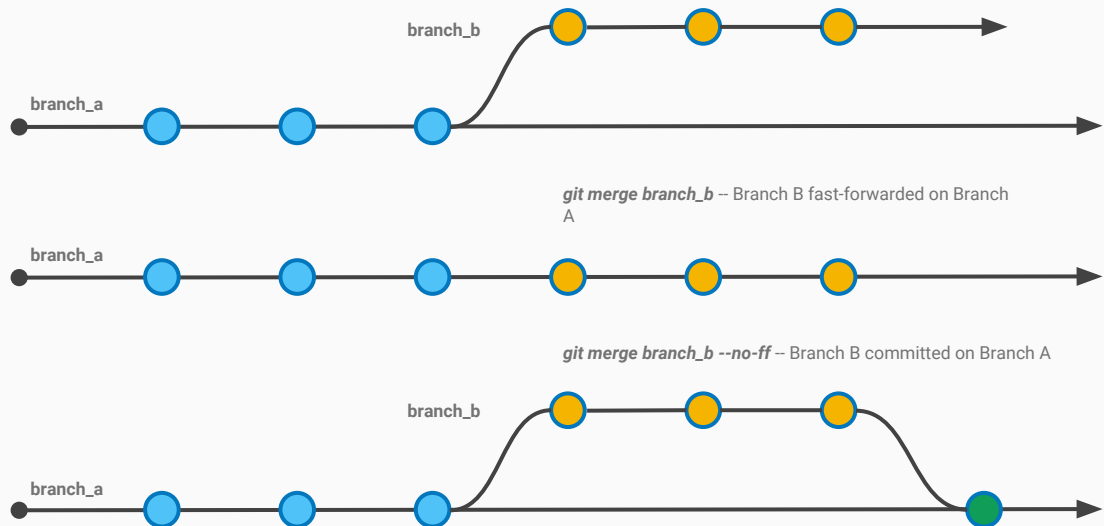 branch_b
branch_a
git merge branch_b -- Branch B fast-forwarded on Branch
A
branch_a
git merge branch_b --no-ff -- Branch B committed on Branch A
branch_b
branch_a